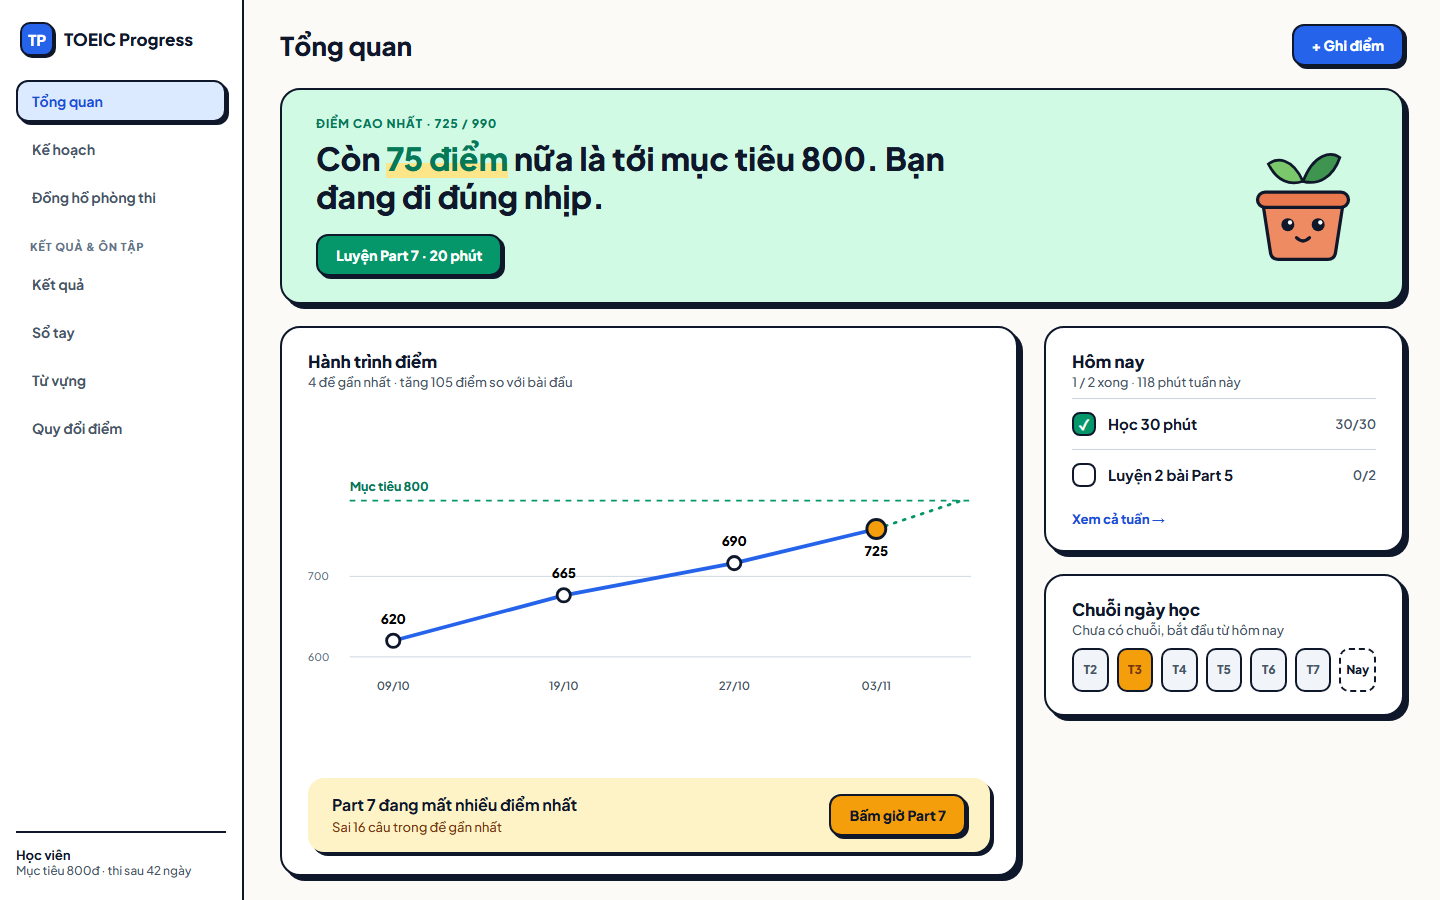 TP
TOEIC Progress
Tổng quan
Kế hoạch
Đồng hồ phòng thi
KẾT QUẢ & ÔN TẬP
Kết quả
Sổ tay
Từ vựng
Quy đổi điểm
Học viên
Mục tiêu 800đ · thi sau 42 ngày
Tổng quan
+ Ghi điểm
ĐIỂM CAO NHẤT · 725 / 990
Còn 75 điểm nữa là tới mục tiêu 800. Bạn
đang đi đúng nhịp.
Luyện Part 7 · 20 phút
Hành trình điểm
4 đề gần nhất · tăng 105 điểm so với bài đầu
Mục tiêu 800
700
600
620
665
690
725
09/10
19/10
27/10
03/11
Part 7 đang mất nhiều điểm nhất
Sai 16 câu trong đề gần nhất
Bấm giờ Part 7
Hôm nay
1 / 2 xong · 118 phút tuần này
Học 30 phút
30/30
Luyện 2 bài Part 5
0/2
Xem cả tuần →
Chuỗi ngày học
Chưa có chuỗi, bắt đầu từ hôm nay
T2
T3
T4
T5
T6
T7
Nay